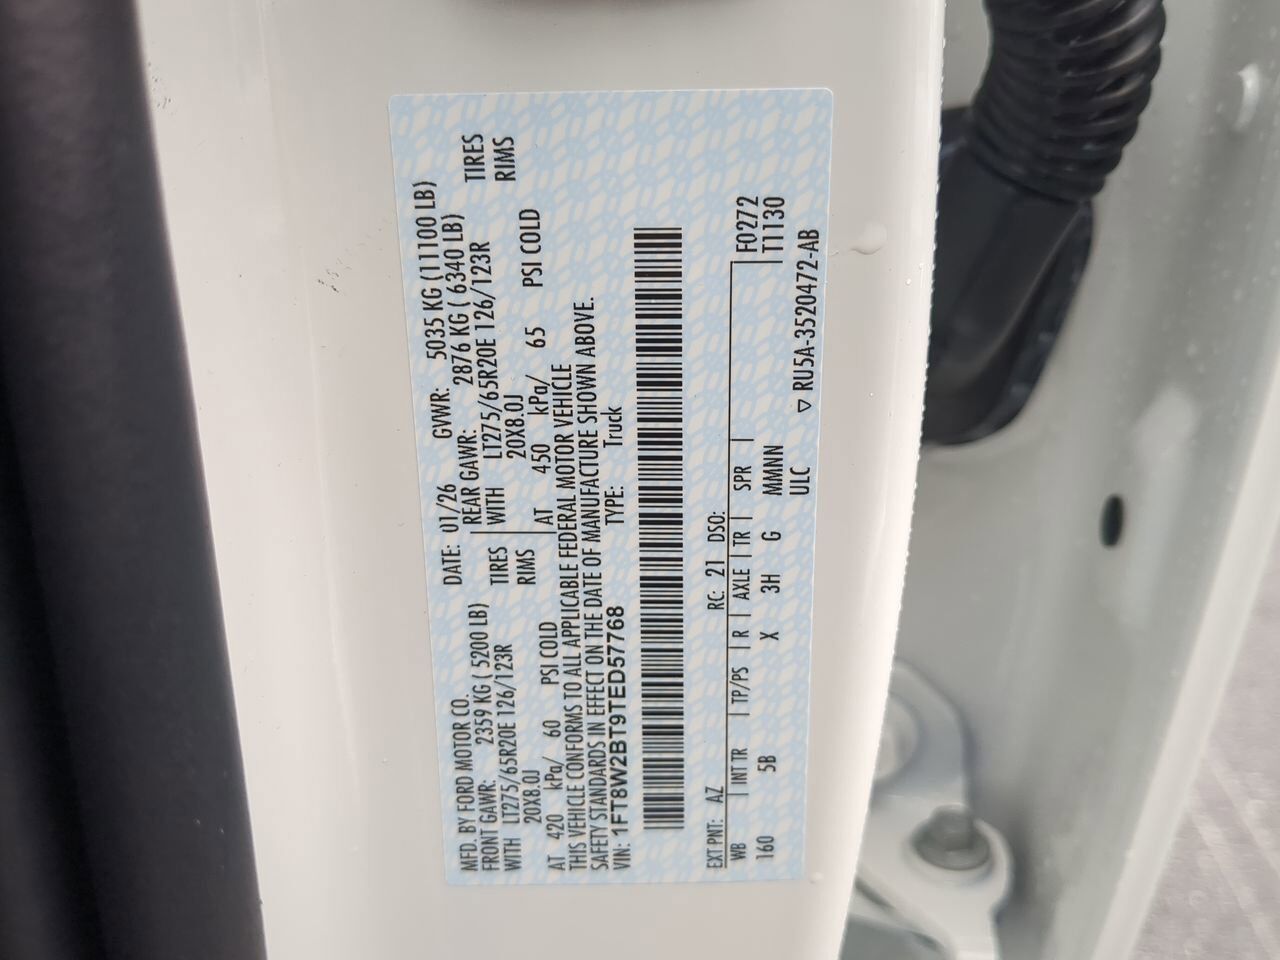 MFD. BY FORD MOTOR CO. DATE: 01/26 GVWR: 5035 KG (11100 LB)
FRONT GAWR: 2359 KG ( 5200 LB) REAR GAWR: 2876 KG ( 6340 LB)
WITH LT275/65R20E 126/123R TIRES WITH LT275/65R20E 126/123R TIRES
20X8.0J RIMS 20X8.0J RIMS
AT 420 kPa/ 60 PSI COLD AT 450 kPa/ 65 PSI COLD
THIS VEHICLE CONFORMS TO ALL APPLICABLE FEDERAL MOTOR VEHICLE
SAFETY STANDARDS IN EFFECT ON THE DATE OF MANUFACTURE SHOWN ABOVE.
VIN: 1FT8W2BT9TED57768 TYPE: Truck
EXT PNT: AZ RC: 21 DSO: F0272
WB INT TR TP/PS R AXLE TR SPR T1130
160 5B X 3H G MMNN
ULC ▽ RU5A-3520472-AB